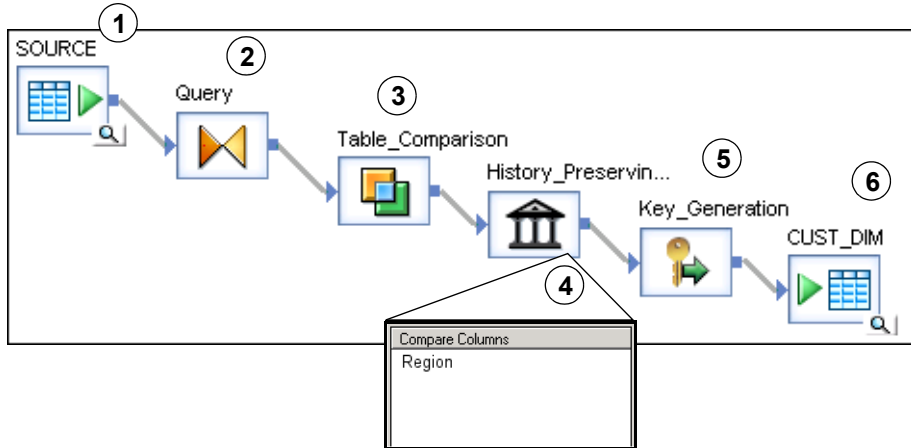 1
SOURCE
2
Query
3
Table_Comparison
History_Preservin...
5
Key_Generation
6
CUST_DIM
4
Compare Columns
Region